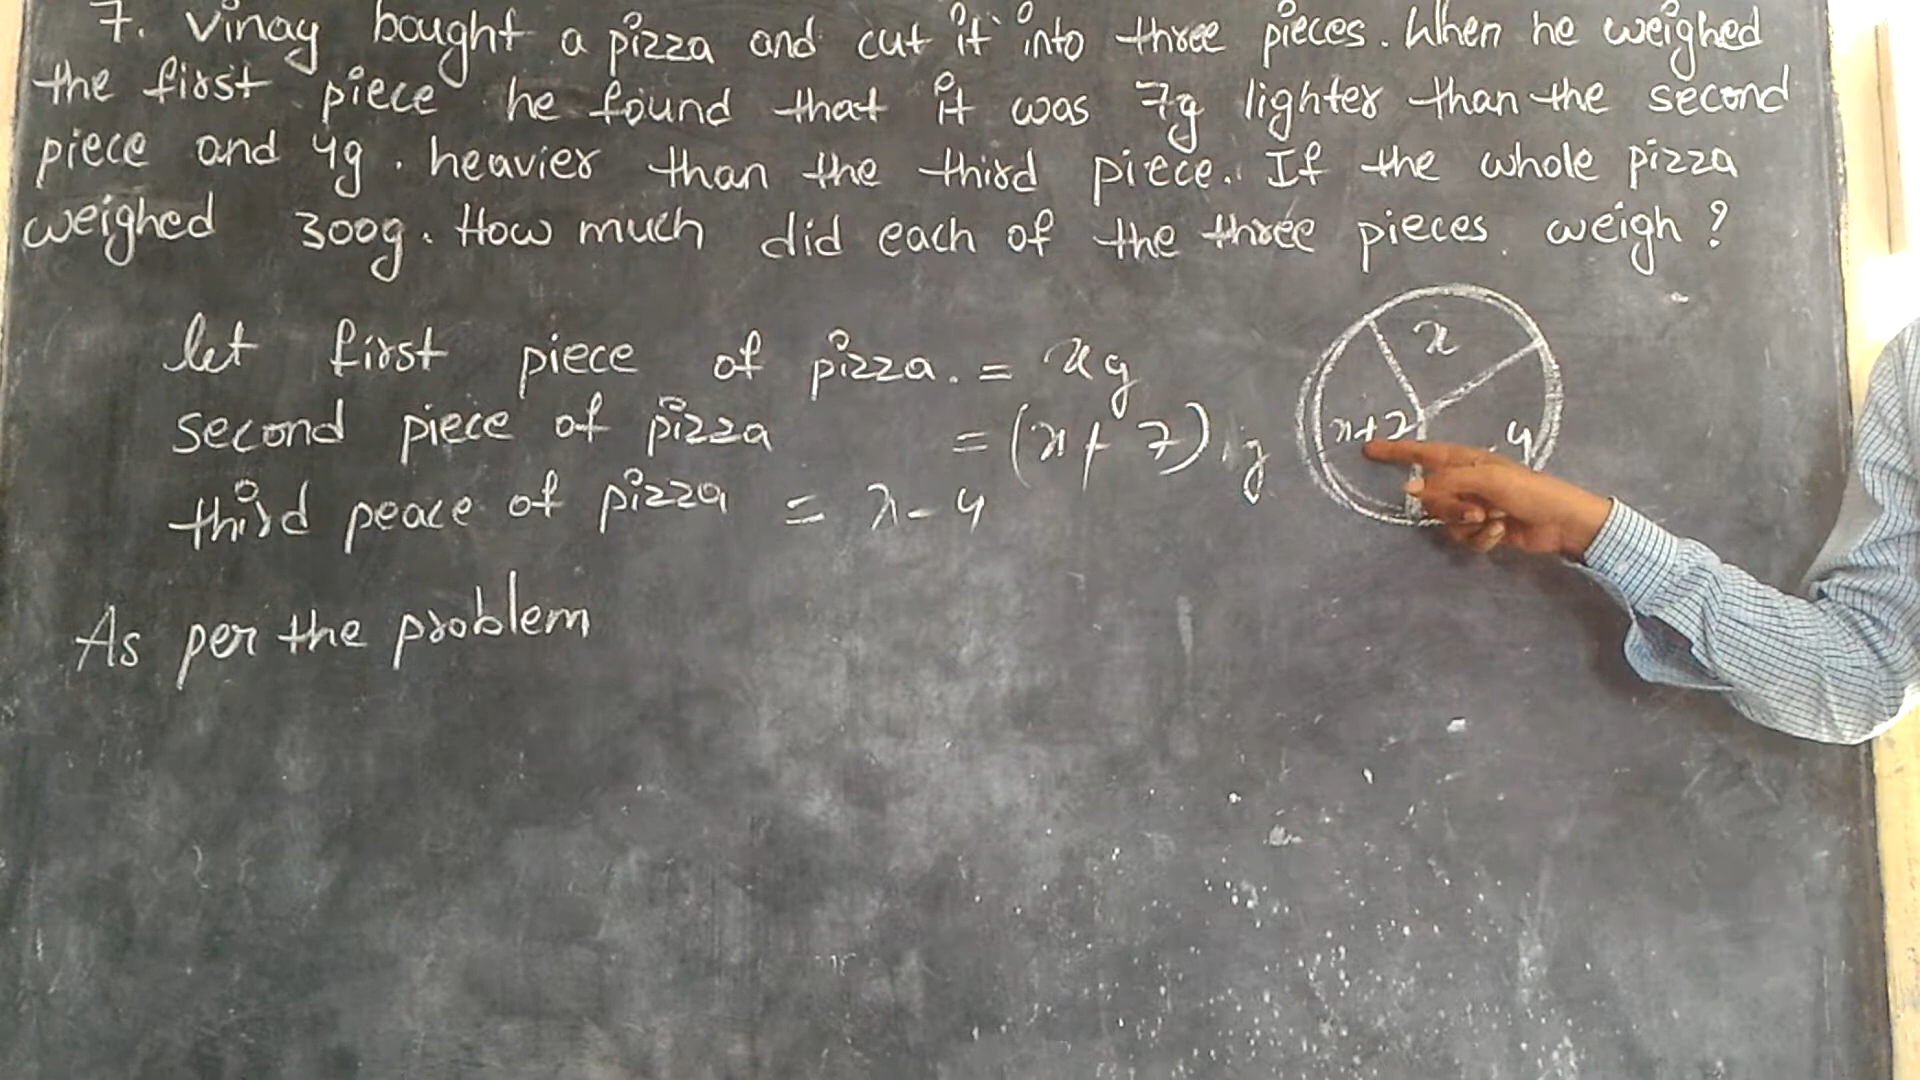 7. Vinay bought a pizza and cut it into three pieces. When he weighed
the first piece he found that it was 7g lighter than the second
piece and 4g. heavier than the third piece. If the whole pizza
weighed 300g. How much did each of the three pieces weigh?
let first piece of pizza. = x g
second piece of pizza = (x + 7) g
third peace of pizza = x - 4
As per the problem
x
x+7
4